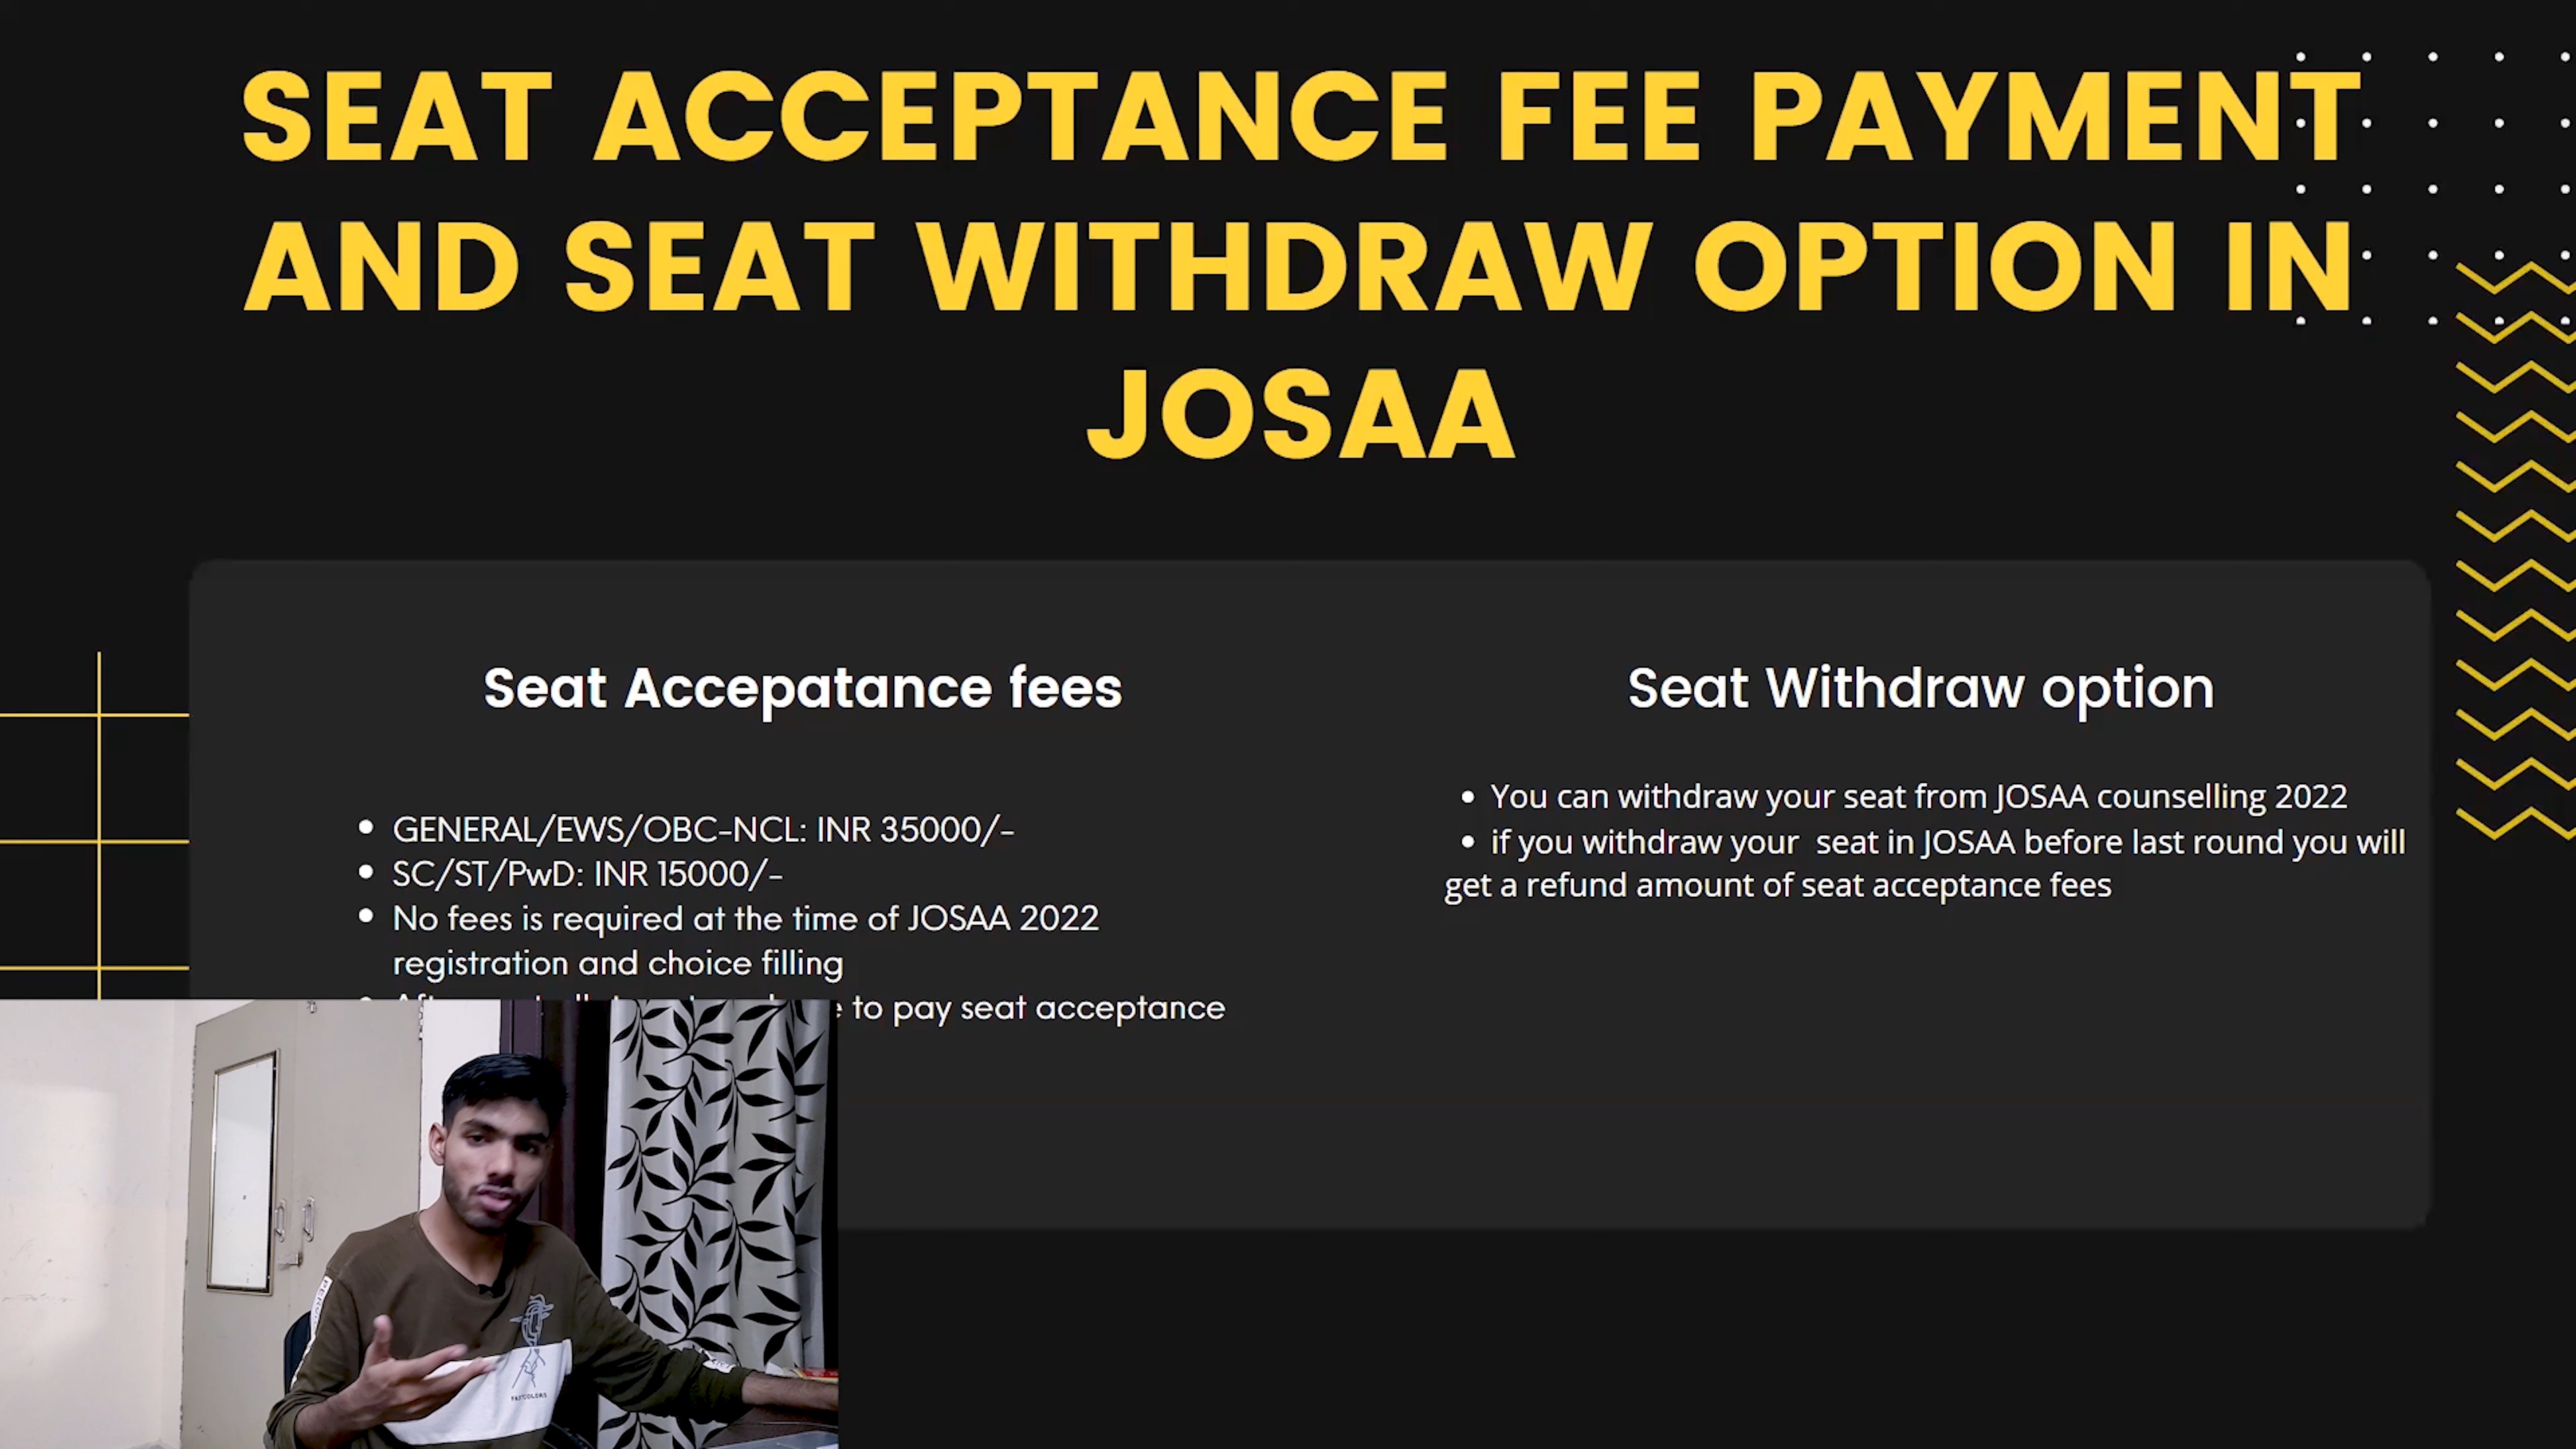 SEAT ACCEPTANCE FEE PAYMENT
AND SEAT WITHDRAW OPTION IN
JOSAA
Seat Accepatance fees
• GENERAL/EWS/OBC-NCL: INR 35000/-
• SC/ST/PwD: INR 15000/-
• No fees is required at the time of JOSAA 2022
registration and choice filling
to pay seat acceptance
Seat Withdraw option
• You can withdraw your seat from JOSAA counselling 2022
• if you withdraw your seat in JOSAA before last round you will
get a refund amount of seat acceptance fees